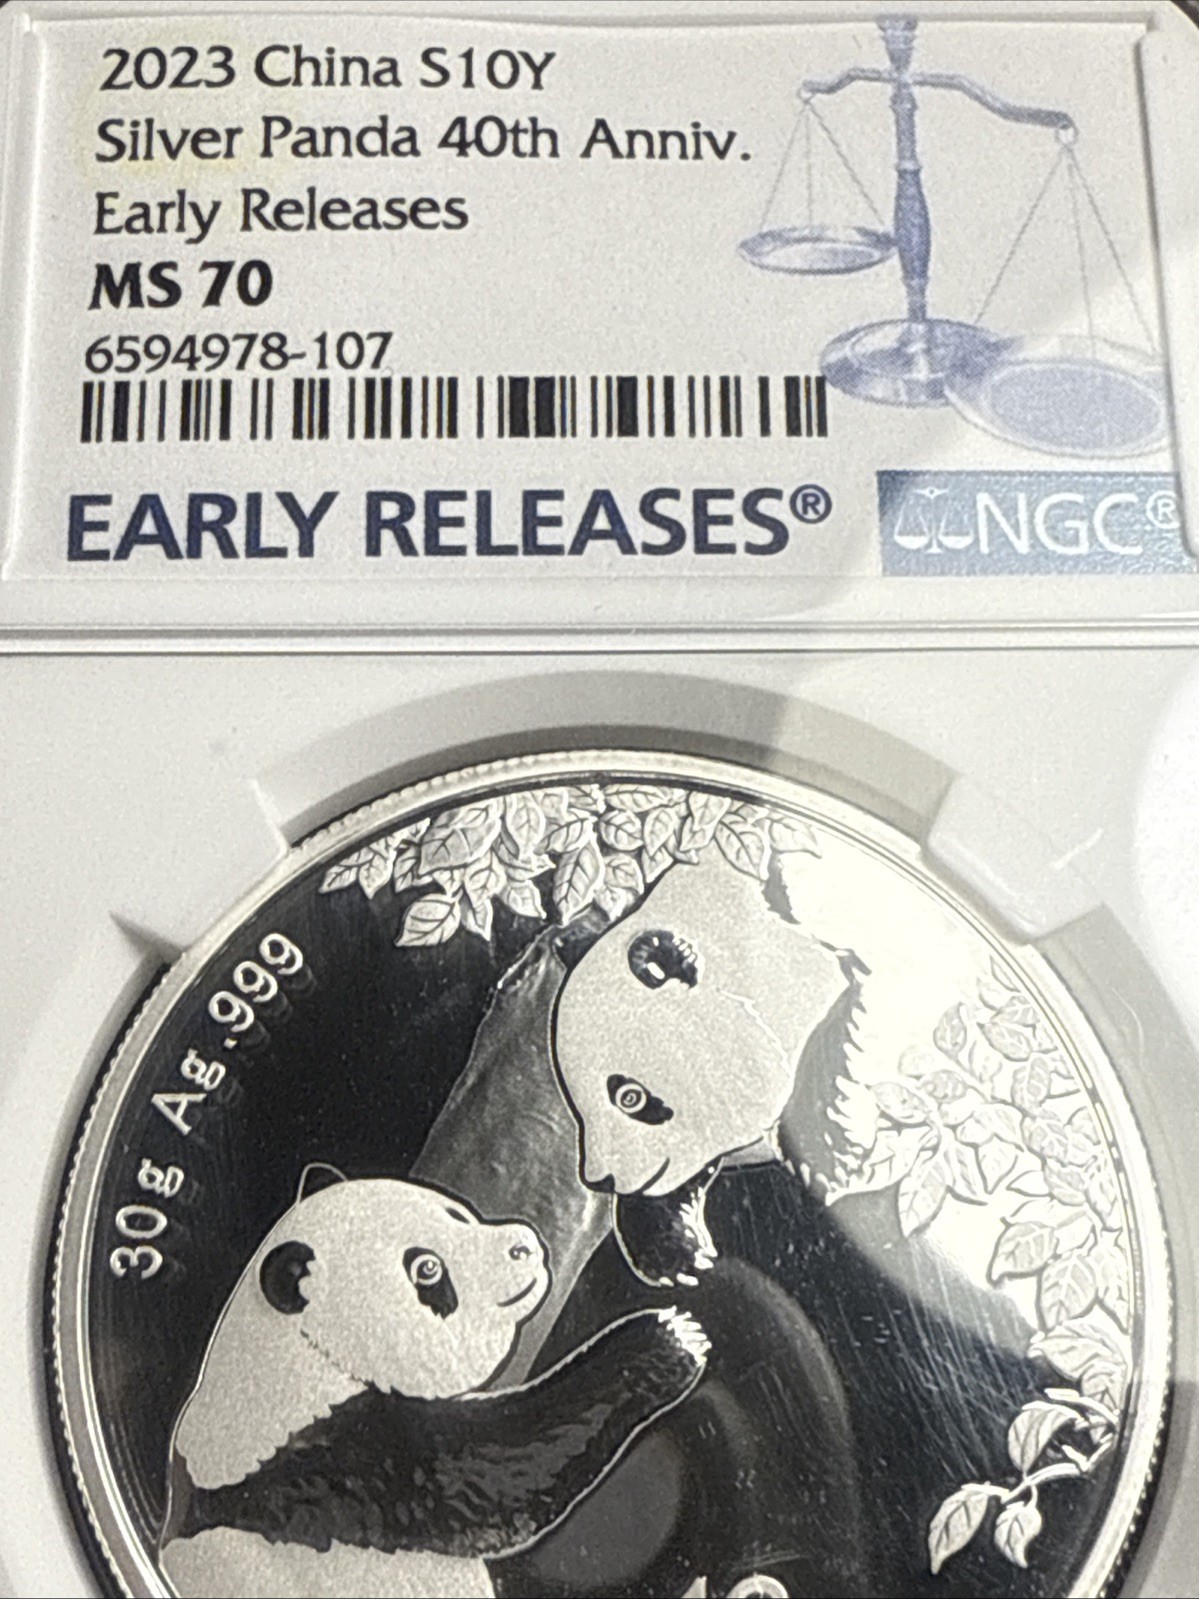 2023 China S10Y
Silver Panda 40th Anniv.
Early Releases
MS 70
6594978-107
EARLY RELEASES®
NGC®
30g Ag.999